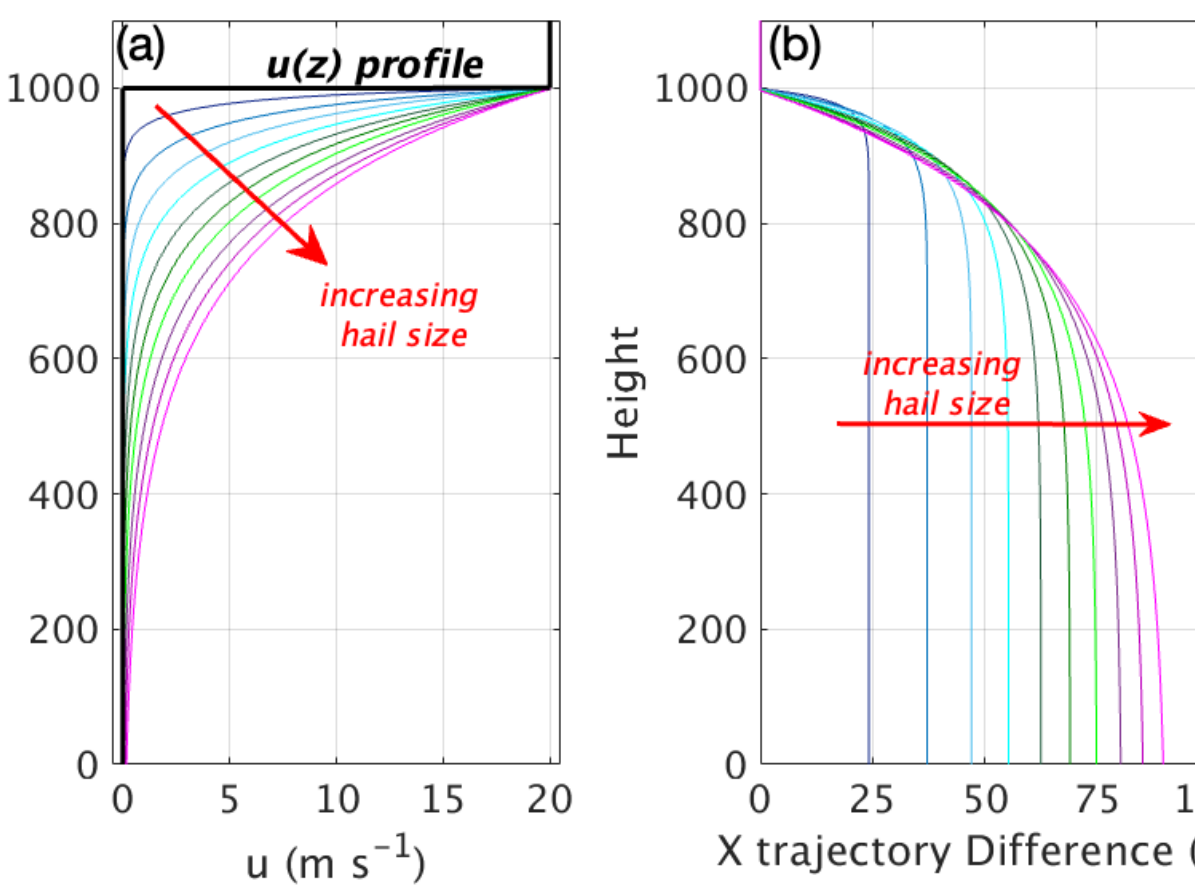 (a)
u(z) profile
1000
800
600
400
200
0
increasing
hail size
0 5 10 15 20
u (m s⁻¹)
(b)
Height
1000
800
600
400
200
0
increasing
hail size
0 25 50 75 1
X trajectory Difference (